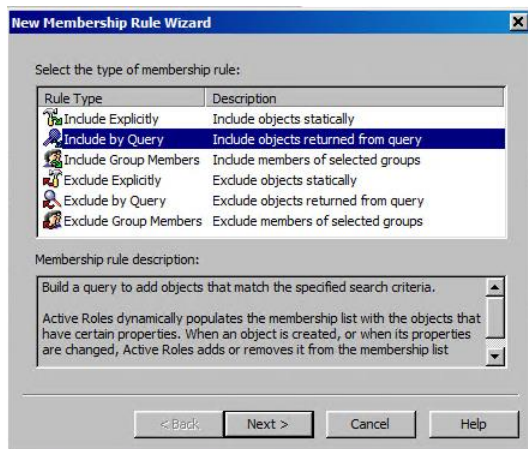 New Membership Rule Wizard
Select the type of membership rule:
Rule Type Description
Include Explicitly Include objects statically
Include by Query Include objects returned from query
Include Group Members Include members of selected groups
Exclude Explicitly Exclude objects statically
Exclude by Query Exclude objects returned from query
Exclude Group Members Exclude members of selected groups
Membership rule description:
Build a query to add objects that match the specified search criteria.
Active Roles dynamically populates the membership list with the objects that
have certain properties. When an object is created, or when its properties
are changed, Active Roles adds or removes it from the membership list
< Back Next > Cancel Help